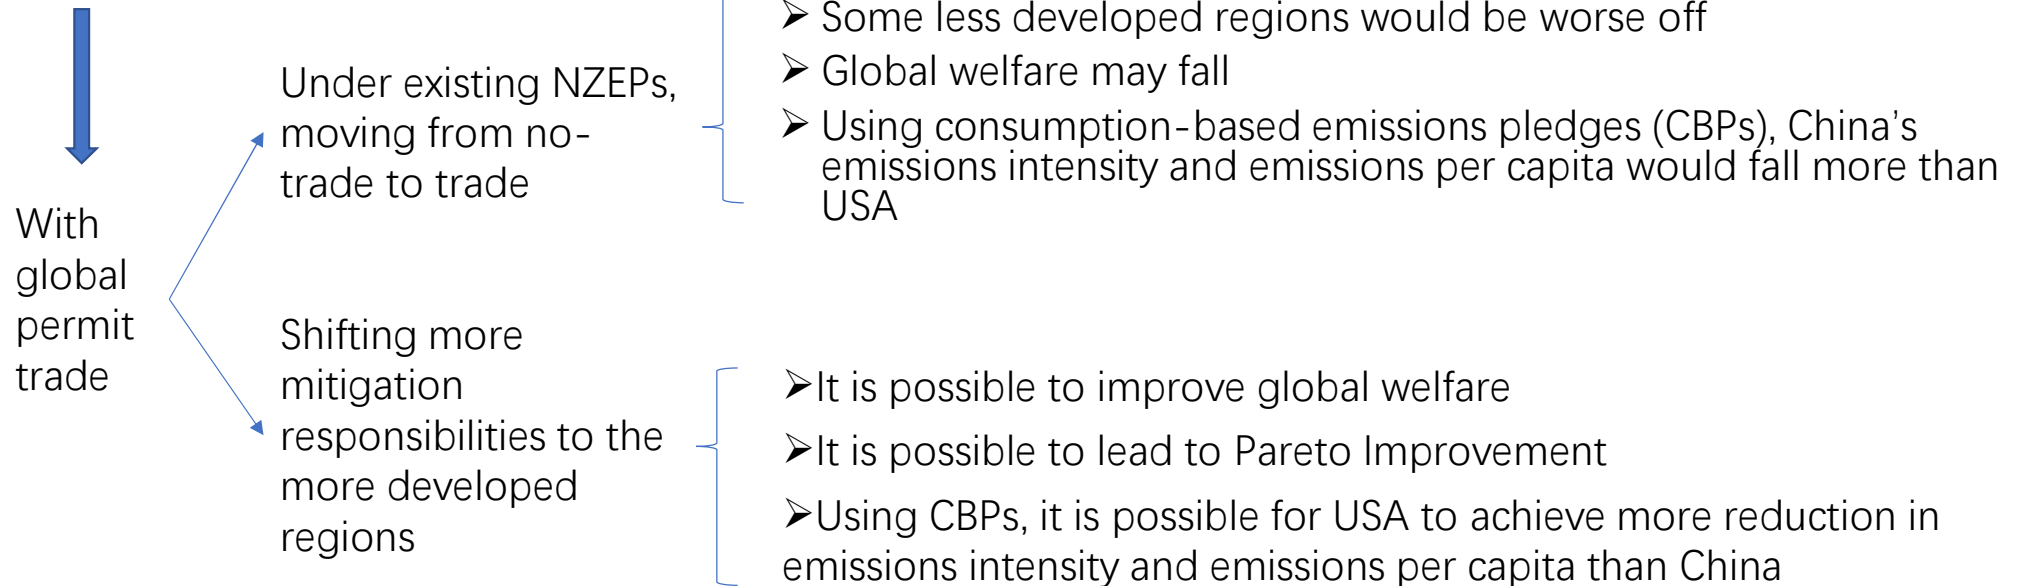 With
global
permit
trade
Under existing NZEPs,
moving from no-
trade to trade
➢ Some less developed regions would be worse off
➢ Global welfare may fall
➢ Using consumption-based emissions pledges (CBPs), China's
emissions intensity and emissions per capita would fall more than
USA
Shifting more
mitigation
responsibilities to the
more developed
regions
➢It is possible to improve global welfare
➢It is possible to lead to Pareto Improvement
➢Using CBPs, it is possible for USA to achieve more reduction in
emissions intensity and emissions per capita than China